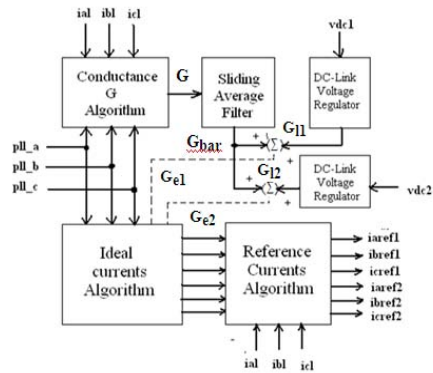 ial ibl icl
vdc1
Conductance
G
Algorithm
G
Sliding
Average
Filter
DC-Link
Voltage
Regulator
Gbar
+
(Σ)
+
Gl1
pll_a
pll_b
pll_c
Ge1
+
(Σ)
+
Gl2
DC-Link
Voltage
Regulator
vdc2
Ge2
Ideal
currents
Algorithm
Reference
Currents
Algorithm
iaref1
ibref1
icref1
iaref2
ibref2
icref2
ial ibl icl